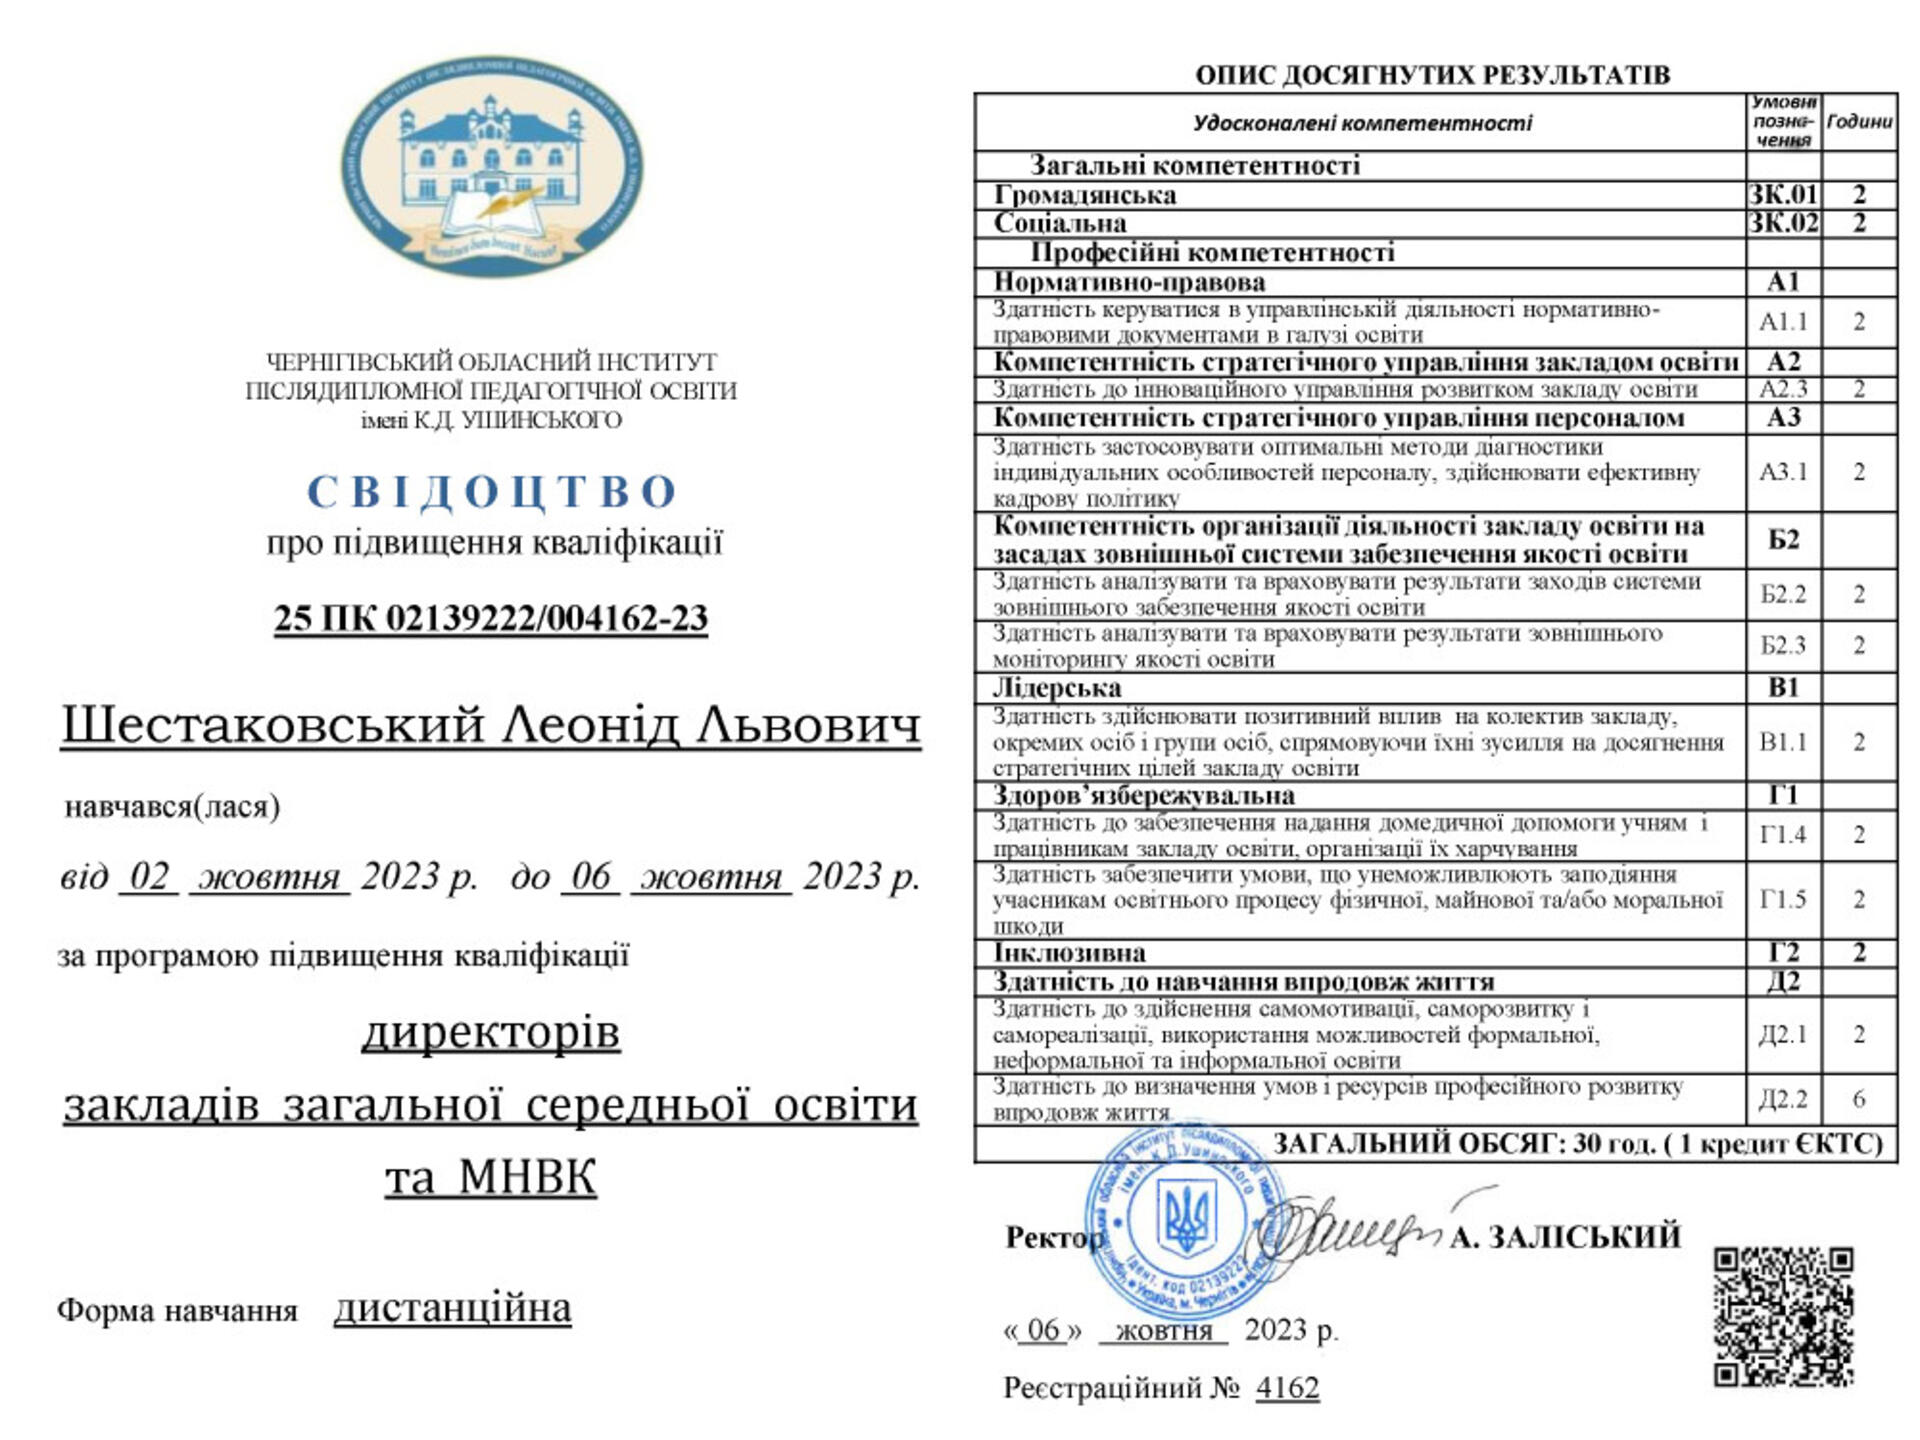 ЧЕРНІГІВСЬКИЙ ОБЛАСНИЙ ІНСТИТУТ
ПІСЛЯДИПЛОМНОЇ ПЕДАГОГІЧНОЇ ОСВІТИ
імені К.Д. УШИНСЬКОГО
СВІДОЦТВО
про підвищення кваліфікації
25 ПК 02139222/004162-23
Шестаковський Леонід Львович
навчався(лася)
від 02 жовтня 2023 р. до 06 жовтня 2023 р.
за програмою підвищення кваліфікації
директорів
закладів загальної середньої освіти
та МНВК
Форма навчання дистанційна
ОПИС ДОСЯГНУТИХ РЕЗУЛЬТАТІВ
Удосконалені компетентності
Умовні
позна-
чення
Години
Загальні компетентності
Громадянська ЗК.01 2
Соціальна ЗК.02 2
Професійні компетентності
Нормативно-правова А1
Здатність керуватися в управлінській діяльності нормативно-
правовими документами в галузі освіти А1.1 2
Компетентність стратегічного управління закладом освіти А2
Здатність до інноваційного управління розвитком закладу освіти А2.3 2
Компетентність стратегічного управління персоналом А3
Здатність застосовувати оптимальні методи діагностики
індивідуальних особливостей персоналу, здійснювати ефективну А3.1 2
кадрову політику
Компетентність організації діяльності закладу освіти на
засадах зовнішньої системи забезпечення якості освіти Б2
Здатність аналізувати та враховувати результати заходів системи
зовнішнього забезпечення якості освіти Б2.2 2
Здатність аналізувати та враховувати результати зовнішнього
моніторингу якості освіти Б2.3 2
Лідерська В1
Здатність здійснювати позитивний вплив на колектив закладу,
окремих осіб і групи осіб, спрямовуючи їхні зусилля на досягнення В1.1 2
стратегічних цілей закладу освіти
Здоров’язбережувальна Г1
Здатність до забезпечення надання домедичної допомоги учням і
працівникам закладу освіти, організації їх харчування Г1.4 2
Здатність забезпечити умови, що унеможливлюють заподіяння
учасникам освітнього процесу фізичної, майнової та/або моральної Г1.5 2
шкоди
Інклюзивна Г2 2
Здатність до навчання впродовж життя Д2
Здатність до здійснення самомотивації, саморозвитку і
самореалізації, використання можливостей формальної, Д2.1 2
неформальної та інформальної освіти
Здатність до визначення умов і ресурсів професійного розвитку
впродовж життя Д2.2 6
ЗАГАЛЬНИЙ ОБСЯГ: 30 год. ( 1 кредит ЄКТС)
імені К.Д.Ушинського
Ідент. код 02139222
Україна, м. Чернігів
Ректор А. ЗАЛІСЬКИЙ
« 06 » жовтня 2023 р.
Реєстраційний № 4162